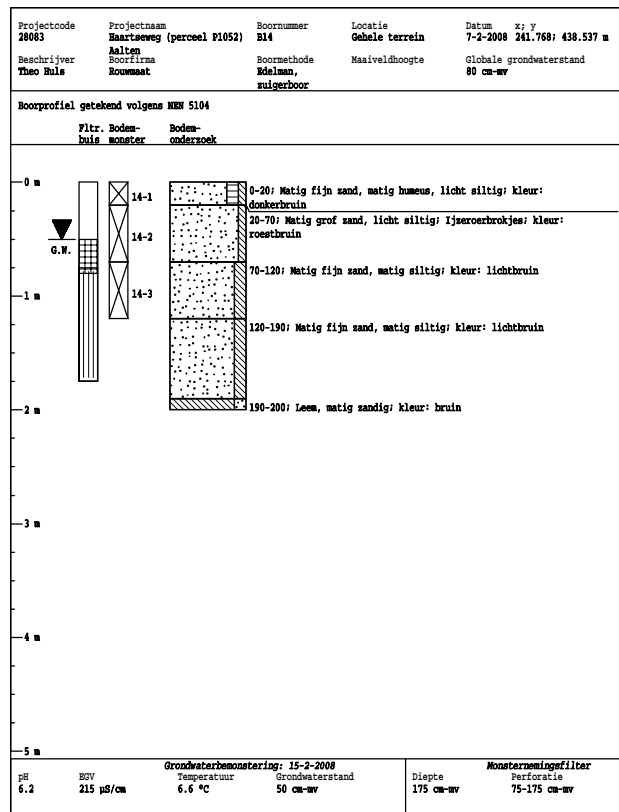 Projectcode Projectnaam Boornummer Locatie Datum x; y
28083 Haartseweg (perceel P1052) B14 Gehele terrein 7-2-2008 241.768; 438.537 m
Aalten
Beschrijver Boorfirma Boormethode Maaiveldhoogte Globale grondwaterstand
Theo Huls Rouwmaat Edelman, 80 cm-mv
zuigerboor
Boorprofiel getekend volgens NEN 5104
Fltr. Bodem- Bodem-
buis monster onderzoek
0 m
14-1
0-20; Matig fijn zand, matig humeus, licht siltig; kleur:
donkerbruin
20-70; Matig grof zand, licht siltig; Ijzeroerbrokjes; kleur:
roestbruin
14-2
G.W.
70-120; Matig fijn zand, matig siltig; kleur: lichtbruin
14-3
1 m
120-190; Matig fijn zand, matig siltig; kleur: lichtbruin
190-200; Leem, matig zandig; kleur: bruin
2 m
3 m
4 m
5 m
Grondwaterbemonstering: 15-2-2008 Monsternemingsfilter
pH EGV Temperatuur Grondwaterstand Diepte Perforatie
6.2 215 µS/cm 6.6 °C 50 cm-mv 175 cm-mv 75-175 cm-mv